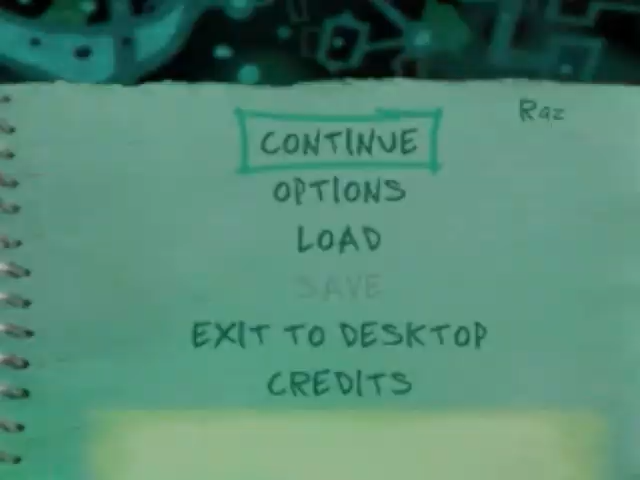 Raz
CONTINUE
OPTIONS
LOAD
SAVE
EXIT TO DESKTOP
CREDITS